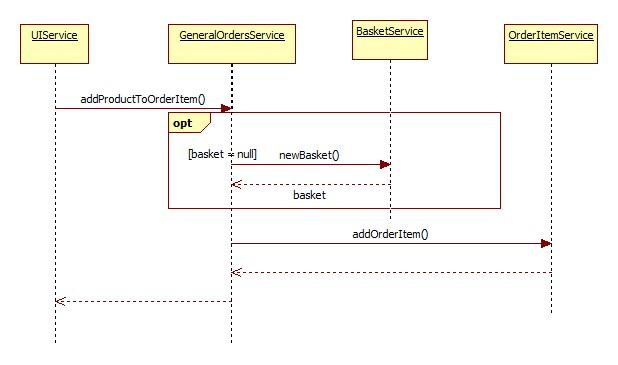 UIService
GeneralOrdersService
BasketService
OrderItemService
addProductToOrderItem()
opt
[basket = null]
newBasket()
basket
addOrderItem()